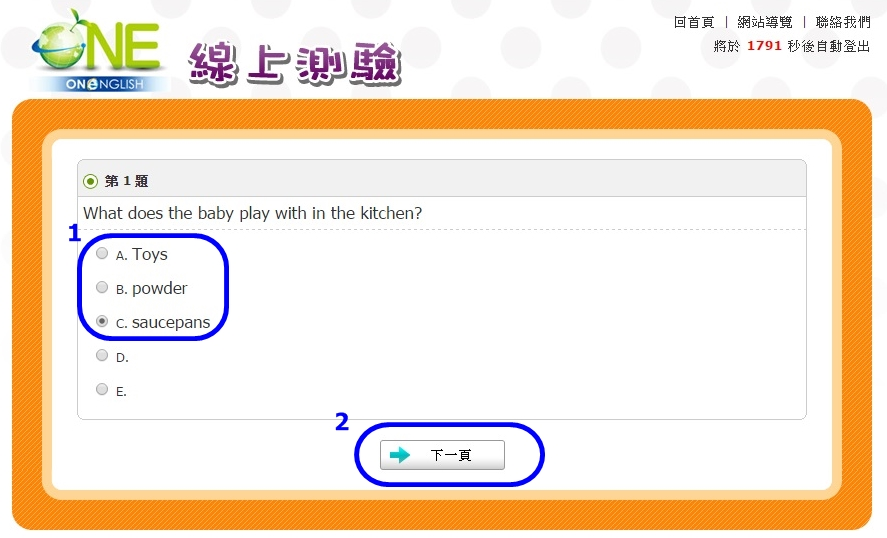 ONE
ONENGLISH
線上測驗
回首頁 | 網站導覽 | 聯絡我們
將於 1791 秒後自動登出
第 1 題
What does the baby play with in the kitchen?
1
A. Toys
B. powder
C. saucepans
D.
E.
2
下一頁